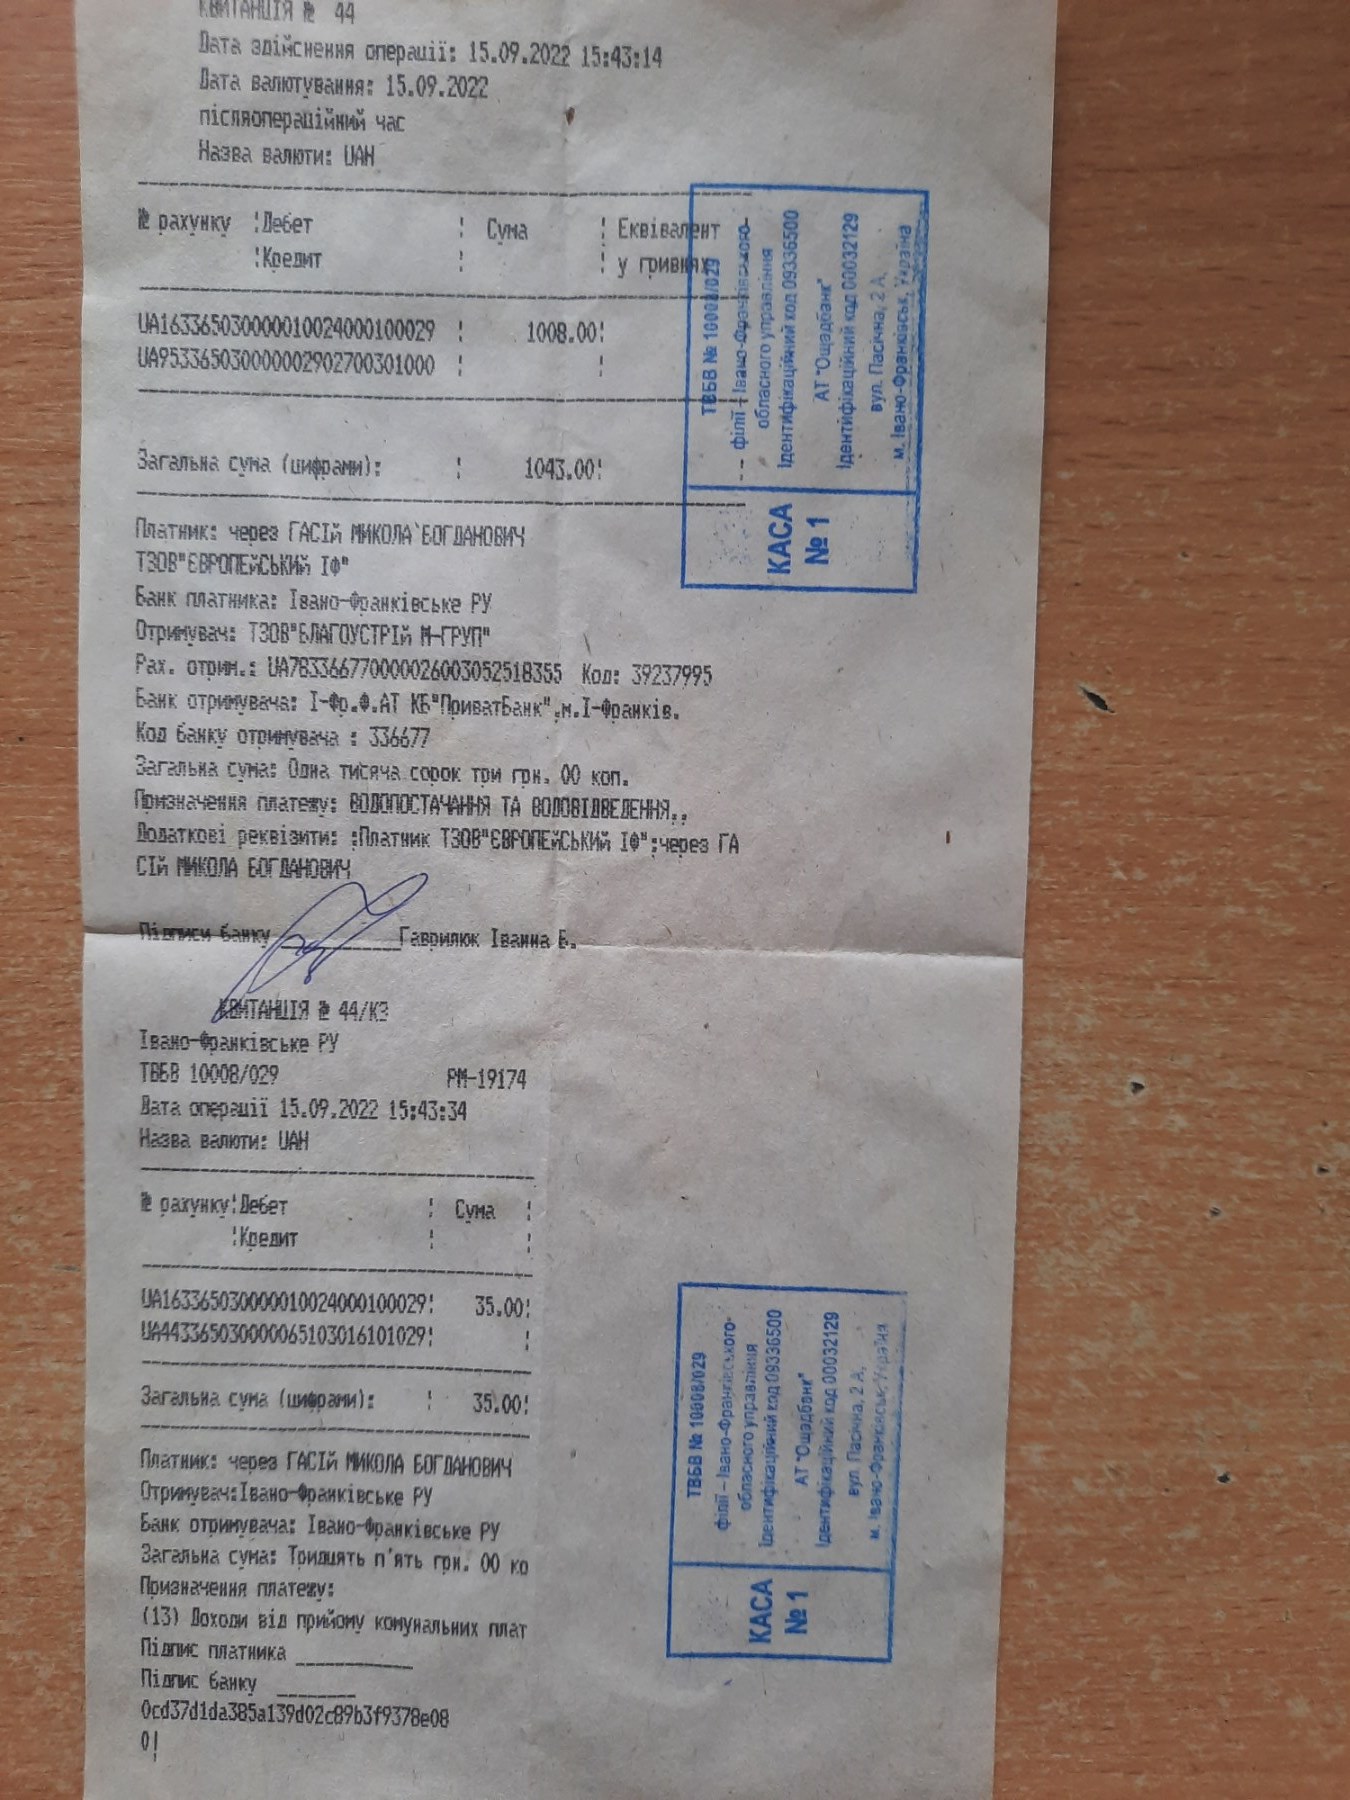 КВИТАНЦІЯ № 44
Дата здійснення операції: 15.09.2022 15:43:14
Дата валютування: 15.09.2022
післяопераційний час
Назва валюти: UAH
№ рахунку ¦Дебет ¦ Сума ¦ Еквівалент
¦Кредит ¦ ¦ у гривнях
UA163365030000010024000100029 ¦ 1008.00¦
UA953365030000002902700301000 ¦ ¦
Загальна сума (цифрами): ¦ 1043.00¦
Платник: через ГАСІЙ МИКОЛА БОГДАНОВИЧ
ТЗОВ"ЄВРОПЕЙСЬКИЙ ІФ"
Банк платника: Івано-Франківське РУ
Отримувач: ТЗОВ"БЛАГОУСТРІЙ М-ГРУП"
Рах. отрим.: UA783366770000026003052518355 Код: 39237995
Банк отримувача: І-Фр.Ф.АТ КБ"ПриватБанк",м.І-Франків.
Код банку отримувача : 336677
Загальна сума: Одна тисяча сорок три грн. 00 коп.
Призначення платежу: ВОДОПОСТАЧАННЯ ТА ВОДОВІДВЕДЕННЯ,,
Додаткові реквізити: ;Платник ТЗОВ"ЄВРОПЕЙСЬКИЙ ІФ";через ГА
СІЙ МИКОЛА БОГДАНОВИЧ
Підписи банку ____________Гаврилюк Іванна Б.
ТВБВ № 10008/029
філії – Івано-Франківського-
обласного управління
Ідентифікаційний код 09336500
АТ "Ощадбанк"
Ідентифікаційний код 00032129
вул. Пасічна, 2 А,
м. Івано-Франківськ, Україна
КАСА
№ 1
КВИТАНЦІЯ № 44/К3
Івано-Франківське РУ
ТВБВ 10008/029 РМ-19174
Дата операції 15.09.2022 15:43:34
Назва валюти: UAH
№ рахунку¦Дебет ¦ Сума ¦
¦Кредит ¦ ¦
UA163365030000010024000100029¦ 35.00¦
UA443365030000065103016101029¦ ¦
Загальна сума (цифрами): ¦ 35.00¦
Платник: через ГАСІЙ МИКОЛА БОГДАНОВИЧ
Отримувач:Івано-Франківське РУ
Банк отримувача: Івано-Франківське РУ
Загальна сума: Тридцять п'ять грн. 00 ко
Призначення платежу:
(13) Доходи від прийому комунальних плат
Підпис платника ____________
Підпис банку ________
0cd37d1da385a139d02c89b3f9378e08
0¦
ТВБВ № 10008/029
філії – Івано-Франківського-
обласного управління
Ідентифікаційний код 09336500
АТ "Ощадбанк"
Ідентифікаційний код 00032129
вул. Пасічна, 2 А,
м. Івано-Франківськ, Україна
КАСА
№ 1